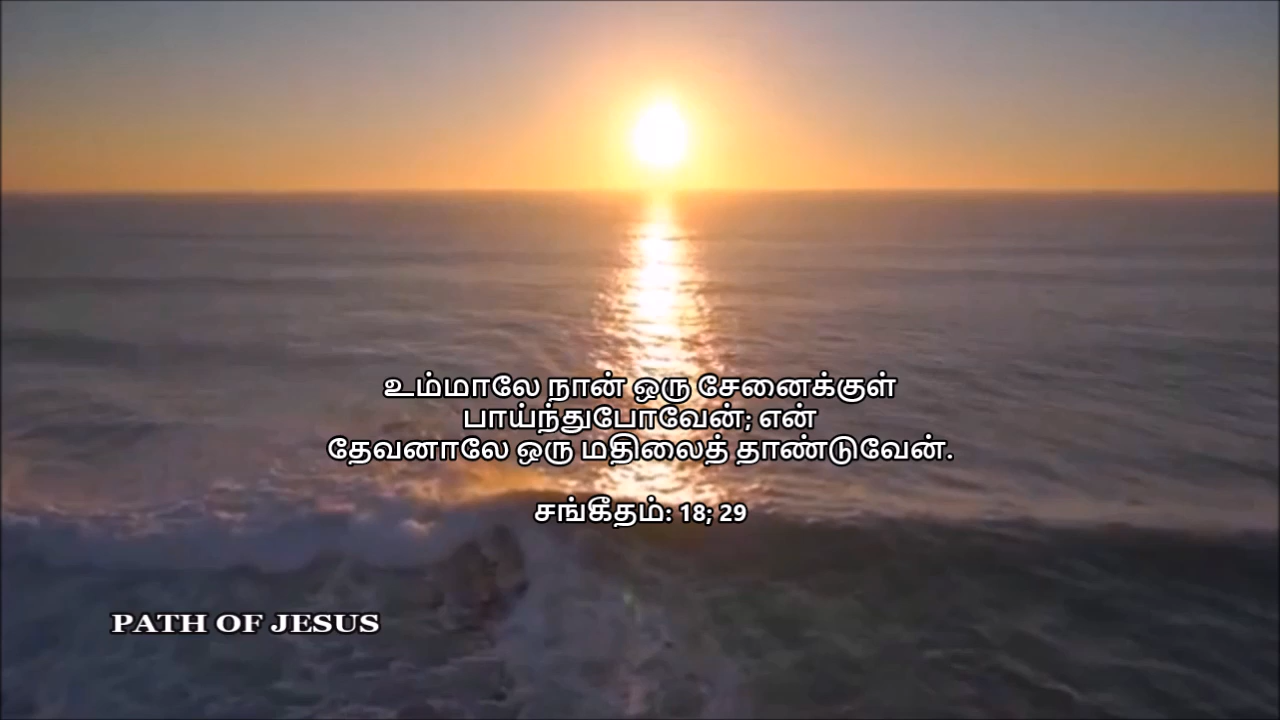 உம்மாலே நான் ஒரு சேனைக்குள்
பாய்ந்துபோவேன்; என்
தேவனாலே ஒரு மதிலைத் தாண்டுவேன்.
சங்கீதம்: 18; 29
PATH OF JESUS